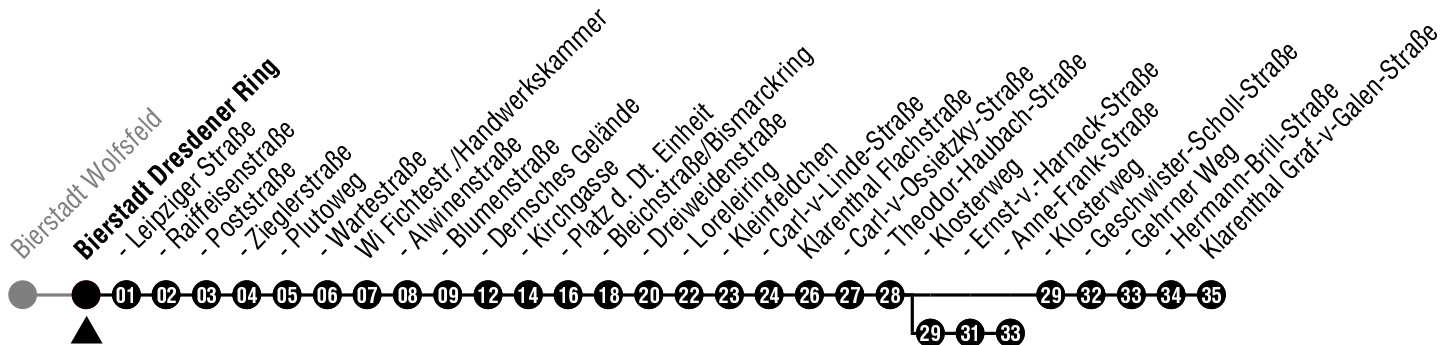 Bierstadt Wolfsfeld
Bierstadt Dresdener Ring
- Leipziger Straße
- Raiffeisenstraße
- Poststraße
- Zieglerstraße
- Plutoweg
- Wartestraße
Wi Fichtestr./Handwerkskammer
- Alwinenstraße
- Blumenstraße
- Dernsches Gelände
- Kirchgasse
- Platz d. Dt. Einheit
- Bleichstraße/Bismarckring
- Dreiweidenstraße
- Loreleiring
- Kleinfeldchen
- Carl-v-Linde-Straße
Klarenthal Flachstraße
- Carl-v-Ossietzky-Straße
- Theodor-Haubach-Straße
- Klosterweg
- Ernst-v.-Harnack-Straße
- Anne-Frank-Straße
- Klosterweg
- Geschwister-Scholl-Straße
- Gehrner Weg
- Hermann-Brill-Straße
Klarenthal Graf-v-Galen-Straße
01 02 03 04 05 06 07 08 09 12 14 16 18 20 22 23 24 26 27 28 29 32 33 34 35
29 31 33